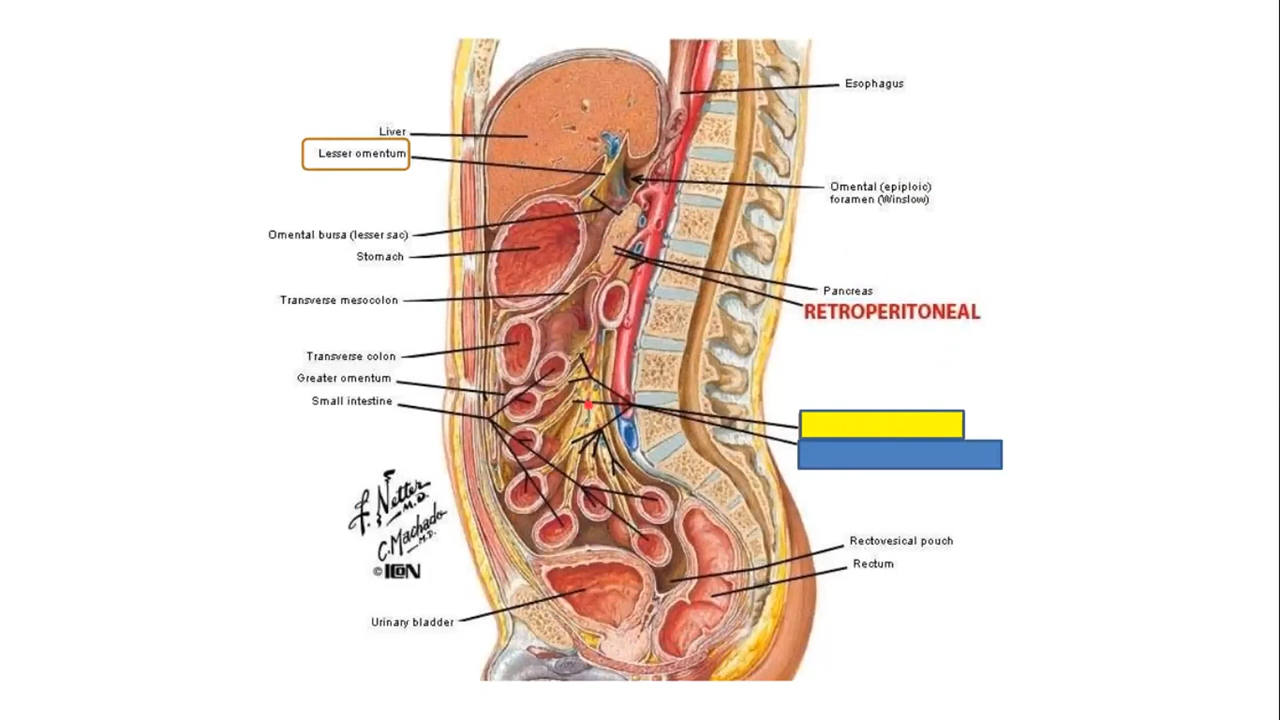 Esophagus
Liver
Lesser omentum
Omental (epiploic)
foramen (Winslow)
Omental bursa (lesser sac)
Stomach
Pancreas
Transverse mesocolon
RETROPERITONEAL
Transverse colon
Greater omentum
Small intestine
F. Netter
M.D.
C. Machado
M.D.
© ICON
Rectovesical pouch
Rectum
Urinary bladder